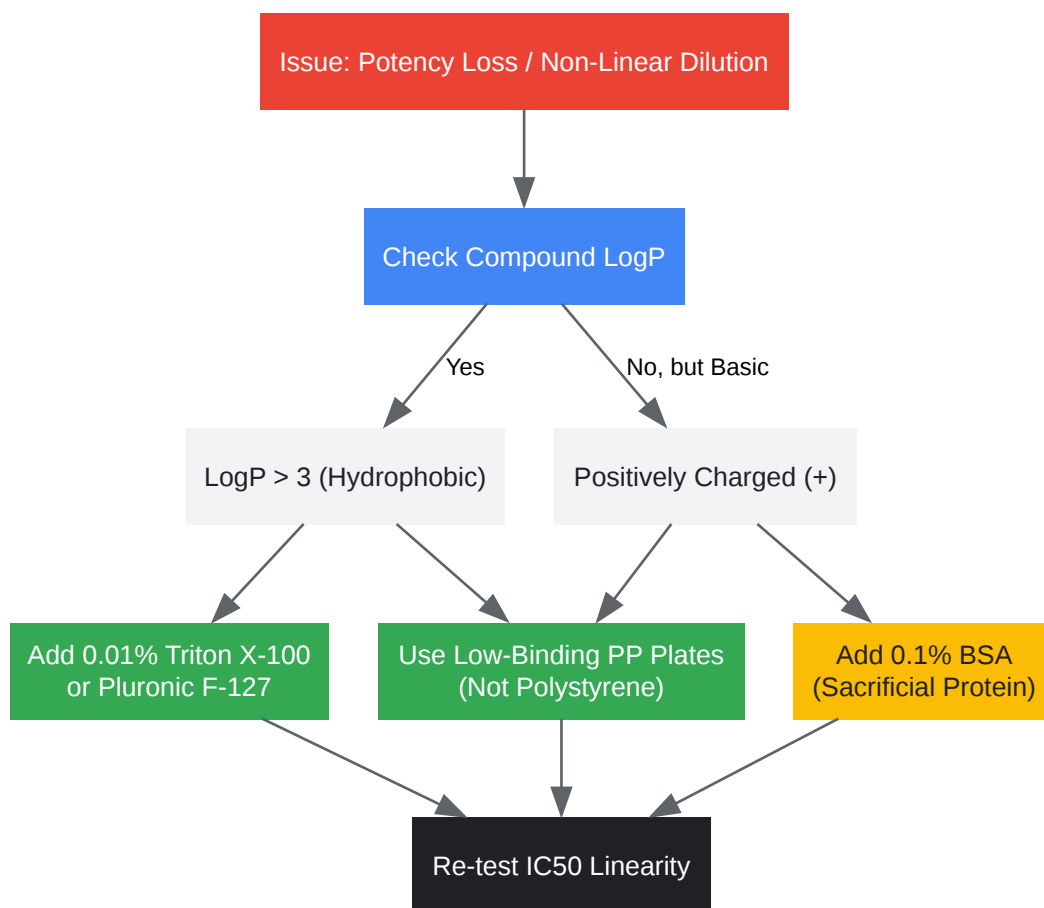 Issue: Potency Loss / Non-Linear Dilution
Check Compound LogP
Yes
No, but Basic
LogP > 3 (Hydrophobic)
Positively Charged (+)
Add 0.01% Triton X-100
or Pluronic F-127
Use Low-Binding PP Plates
(Not Polystyrene)
Add 0.1% BSA
(Sacrificial Protein)
Re-test IC50 Linearity